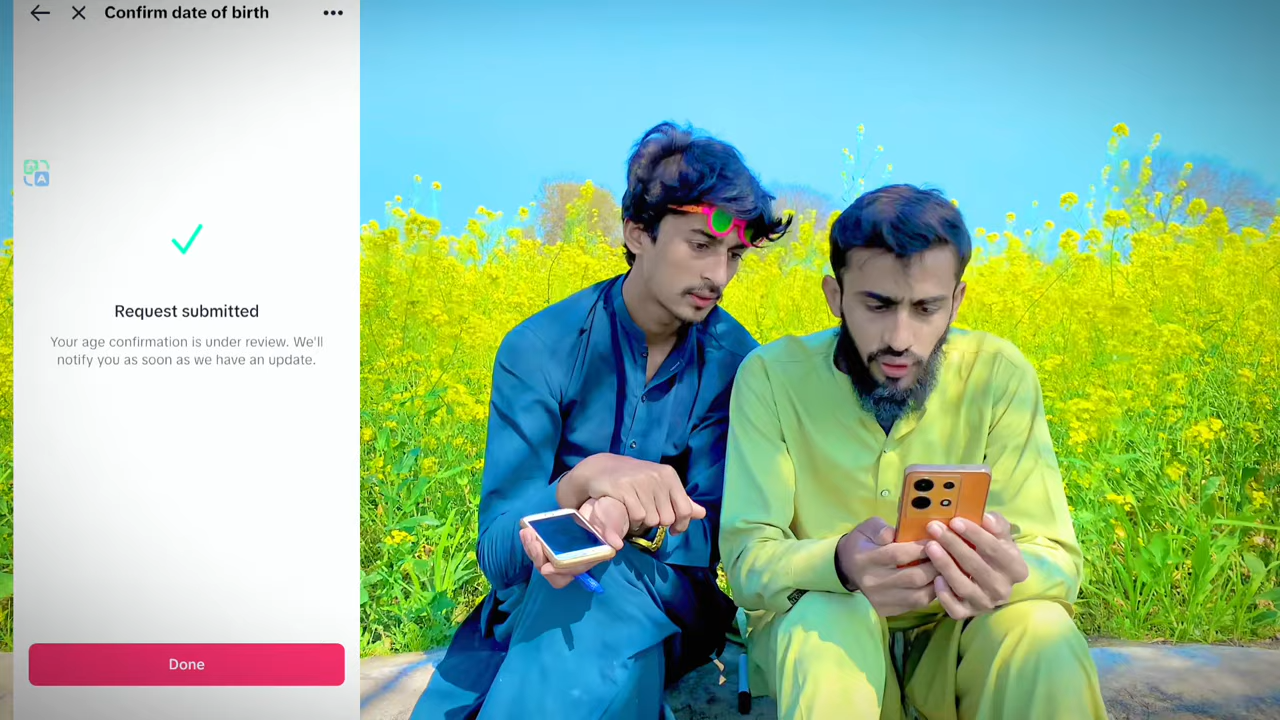 Confirm date of birth
Request submitted
Your age confirmation is under review. We'll
notify you as soon as we have an update.
Done